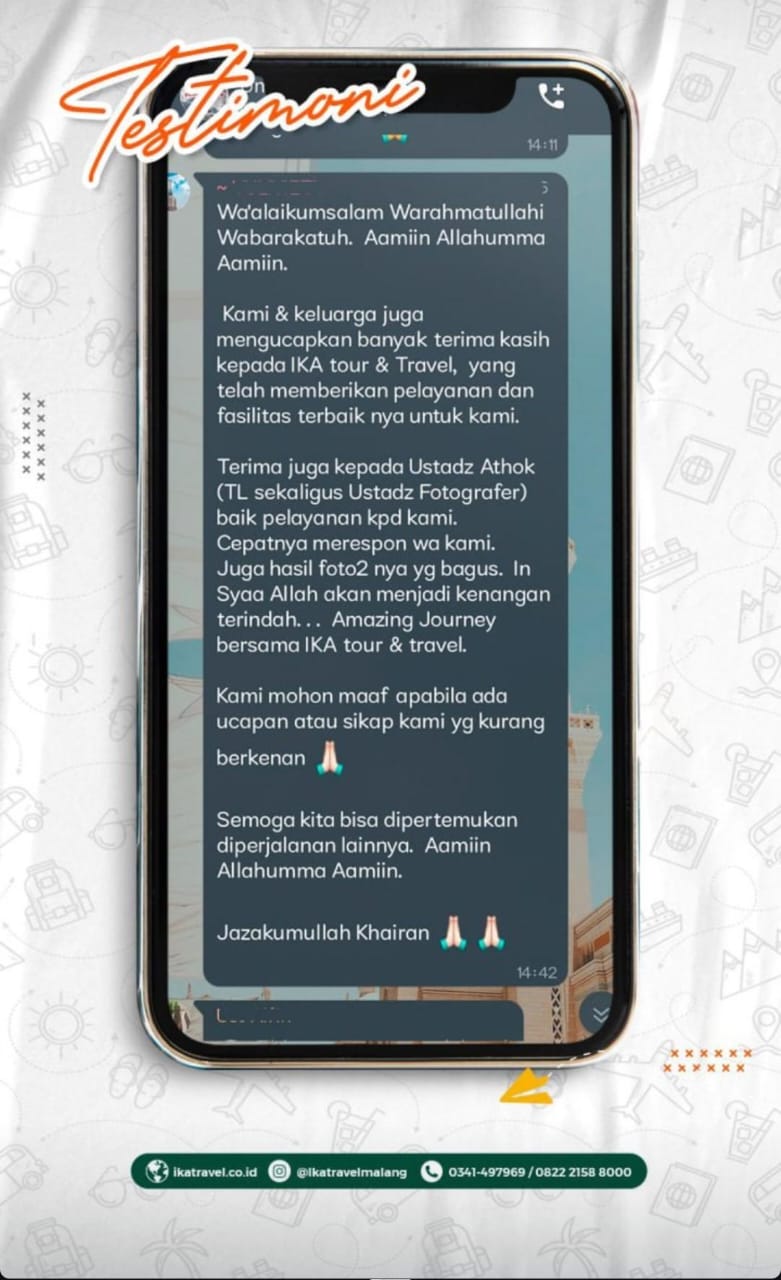 Testimoni
14:11
Wa'alaikumsalam Warahmatullahi
Wabarakatuh. Aamiin Allahumma
Aamiin.
Kami & keluarga juga
mengucapkan banyak terima kasih
kepada IKA tour & Travel, yang
telah memberikan pelayanan dan
fasilitas terbaik nya untuk kami.
Terima juga kepada Ustadz Athok
(TL sekaligus Ustadz Fotografer)
baik pelayanan kpd kami.
Cepatnya merespon wa kami.
Juga hasil foto2 nya yg bagus. In
Syaa Allah akan menjadi kenangan
terindah... Amazing Journey
bersama IKA tour & travel.
Kami mohon maaf apabila ada
ucapan atau sikap kami yg kurang
berkenan 🙏🏻
Semoga kita bisa dipertemukan
diperjalanan lainnya. Aamiin
Allahumma Aamiin.
Jazakumullah Khairan 🙏🏻 🙏🏻
14:42
ikatravel.co.id @Ikatravelmalang 0341-497969 / 0822 2158 8000